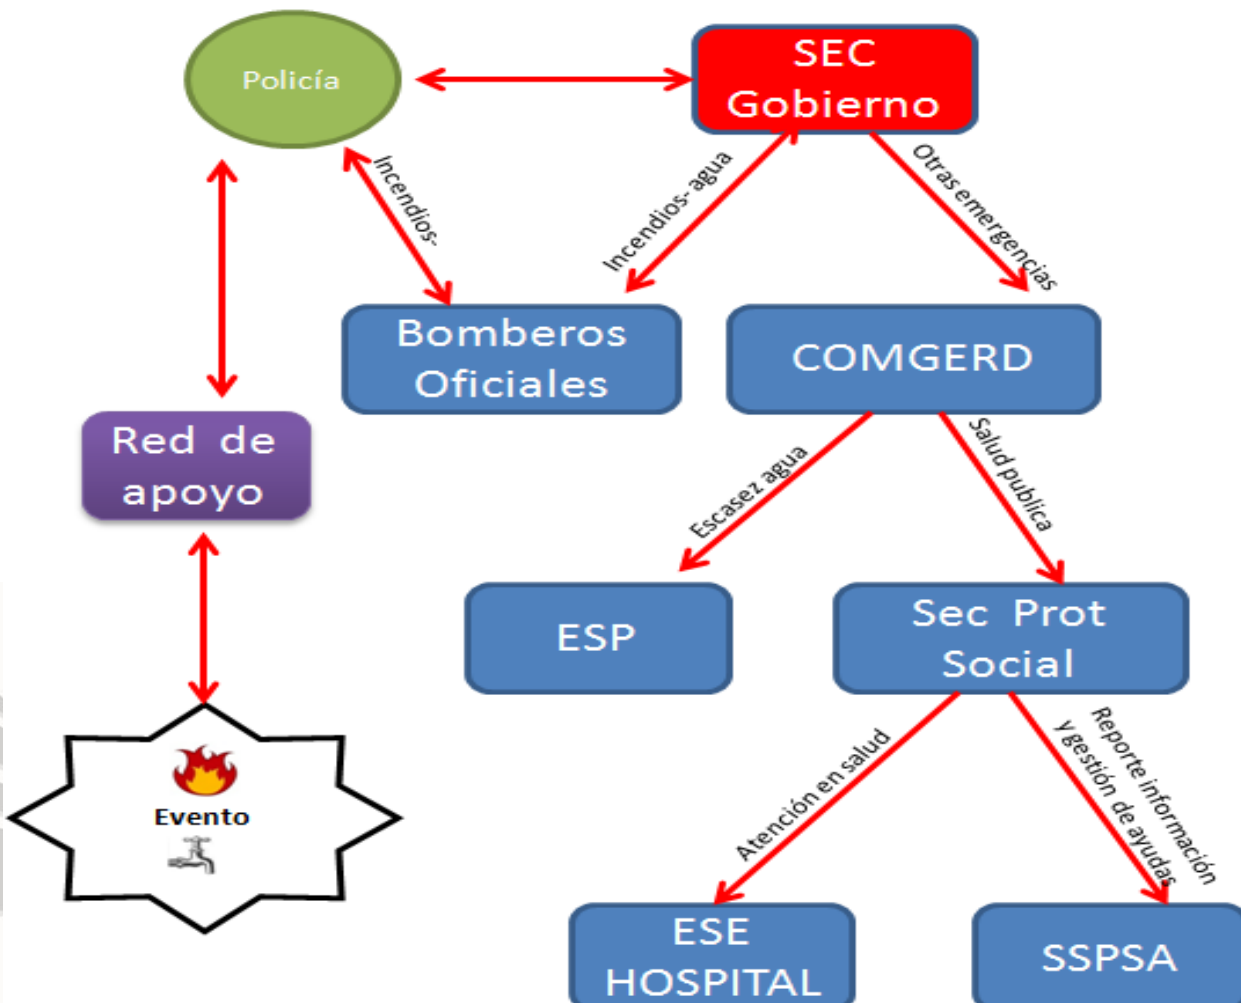 Policía
SEC
Gobierno
Incendios-
Incendios- agua
Otras emergencias
Bomberos
Oficiales
COMGERD
Red de
apoyo
Escasez agua
Salud publica
ESP
Sec Prot
Social
Evento
Atención en salud
Reporte información
y gestión de ayudas
ESE
HOSPITAL
SSPSA